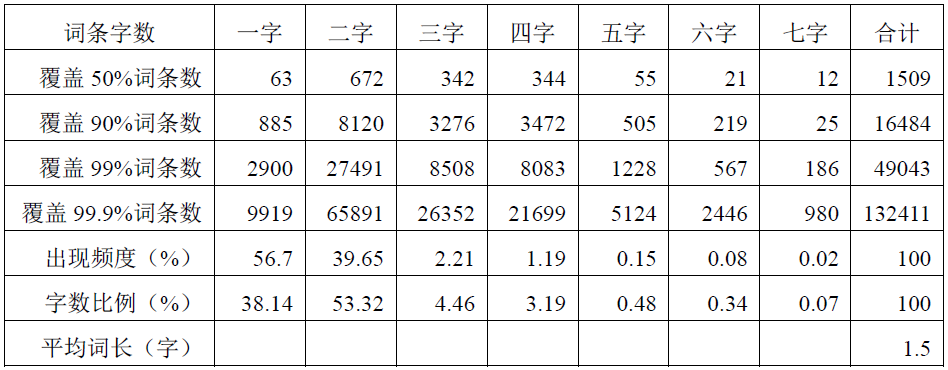 词条字数 一字 二字 三字 四字 五字 六字 七字 合计
覆盖 50%词条数 63 672 342 344 55 21 12 1509
覆盖 90%词条数 885 8120 3276 3472 505 219 25 16484
覆盖 99%词条数 2900 27491 8508 8083 1228 567 186 49043
覆盖 99.9%词条数 9919 65891 26352 21699 5124 2446 980 132411
出现频度（%） 56.7 39.65 2.21 1.19 0.15 0.08 0.02 100
字数比例（%） 38.14 53.32 4.46 3.19 0.48 0.34 0.07 100
平均词长（字） 1.5